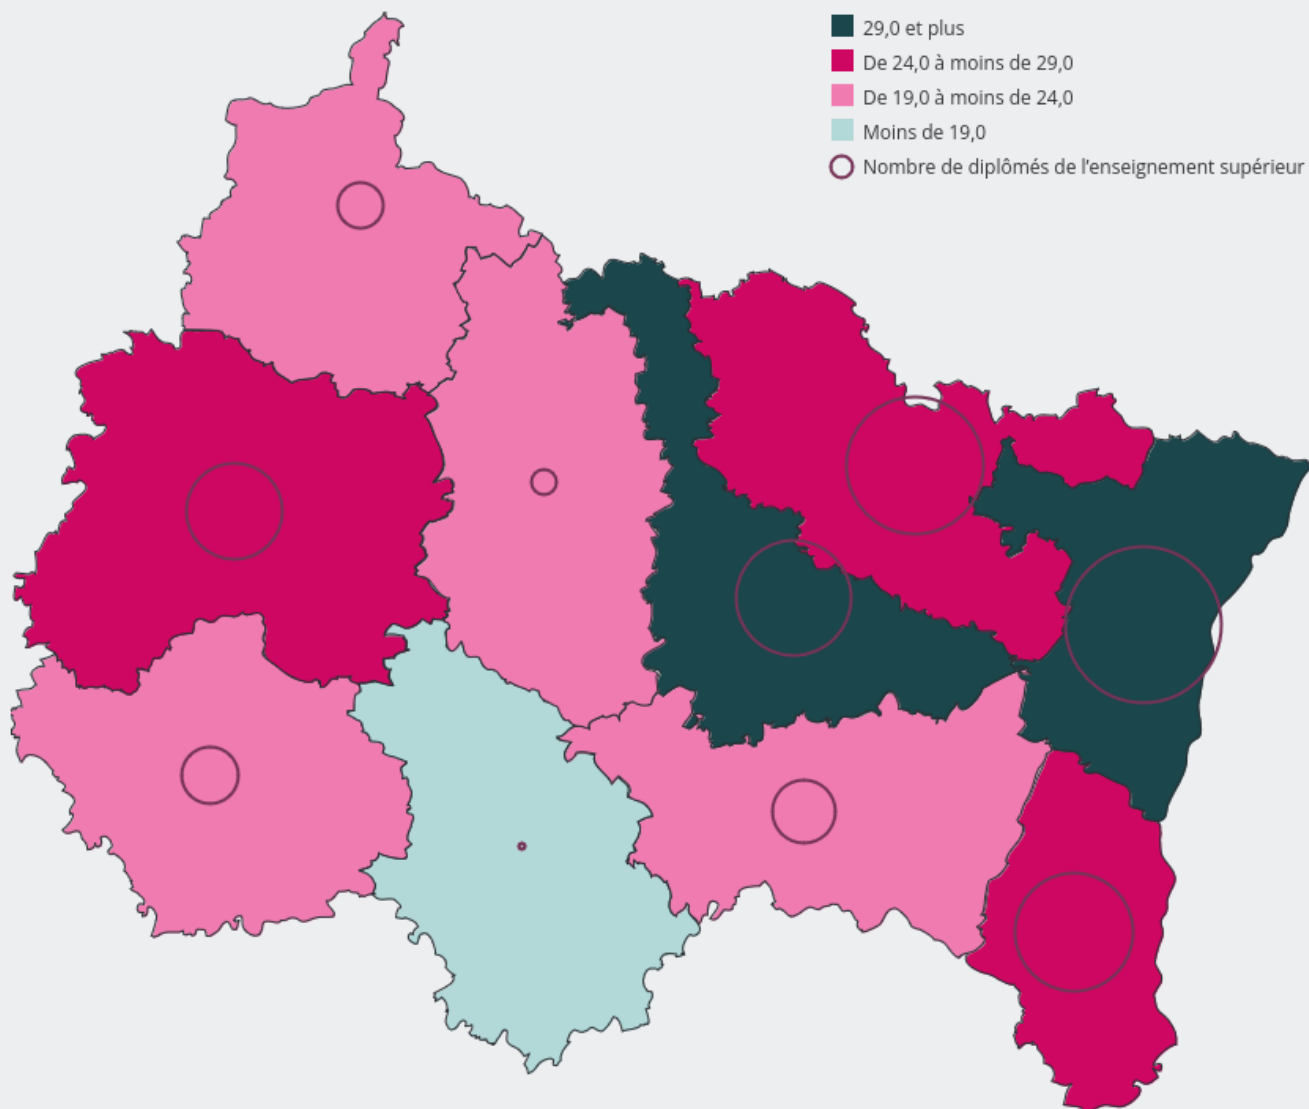 29,0 et plus
De 24,0 à moins de 29,0
De 19,0 à moins de 24,0
Moins de 19,0
Nombre de diplômés de l'enseignement supérieur